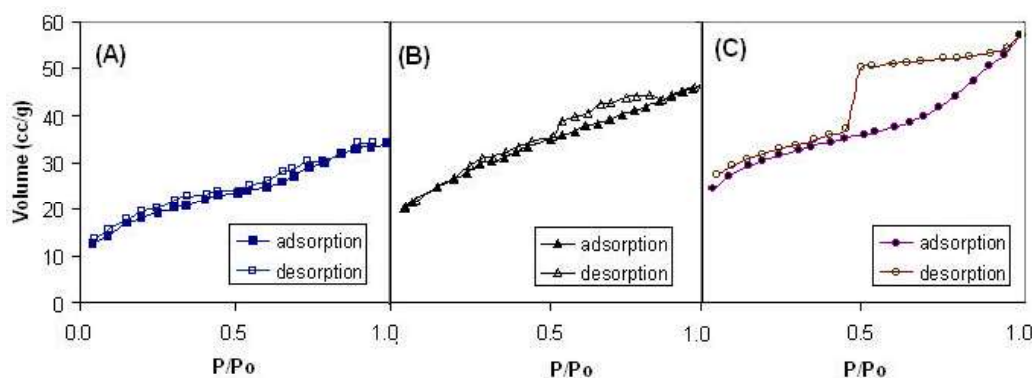 60
50
40
30
20
10
0
Volume (cc/g)
(A)
adsorption
desorption
0.0
0.5
1.0
P/Po
(B)
adsorption
desorption
0.5
1.0
P/Po
(C)
adsorption
desorption
0.5
1.0
P/Po